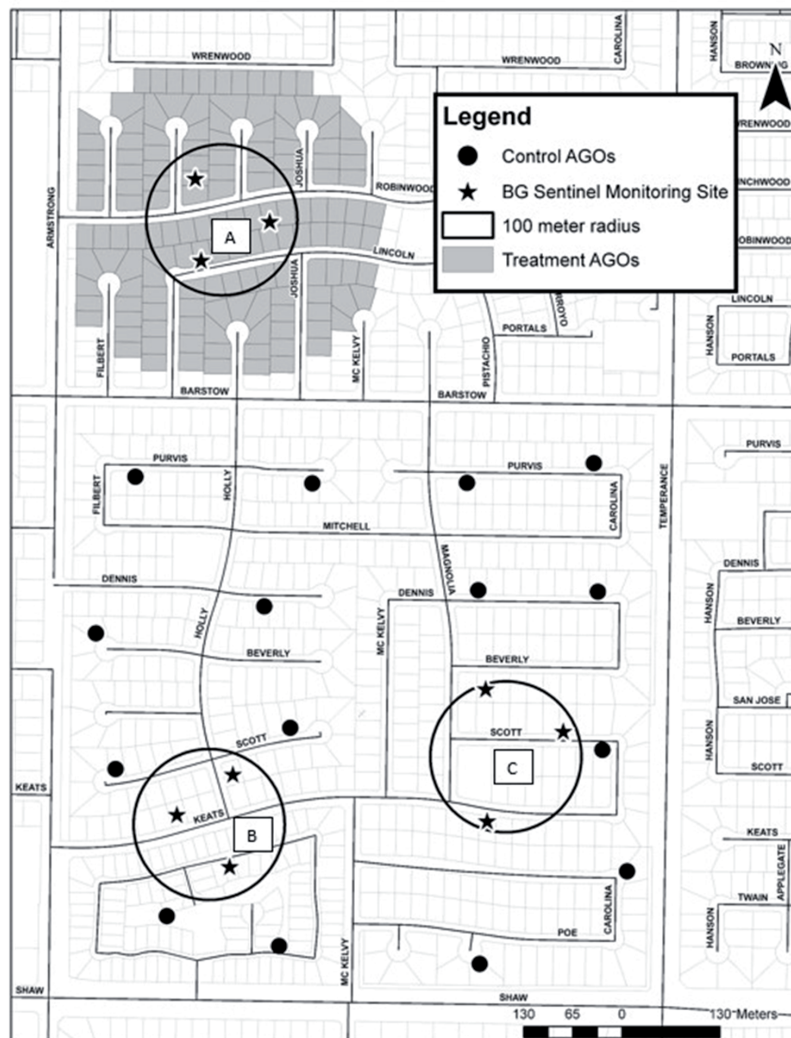 WRENWOOD
WRENWOOD
CAROLINA
HANSON
N
BROWNING
Legend
Control AGOs
BG Sentinel Monitoring Site
100 meter radius
Treatment AGOs
WRENWOOD
JOSHUA
ROBINWOOD
ARMSTRONG
A
LINCOLN
JOSHUA
LINCOLN
PORTALS
HANSON
PORTALS
FILBERT
MC KELVY
PISTACHIO
BARSTOW
BARSTOW
PURVIS
PURVIS
PURVIS
FILBERT
HOLLY
CAROLINA
TEMPERANCE
MITCHELL
MAGNOLIA
DENNIS
DENNIS
DENNIS
HANSON
HOLLY
MC KELVY
BEVERLY
BEVERLY
BEVERLY
SAN JOSE
SCOTT
SCOTT
HANSON
C
SCOTT
KEATS
KEATS
B
KEATS
APPLEGATE
CAROLINA
TWAIN
HANSON
POE
MC KELVY
SHAW
SHAW
130 65 0 130 Meters